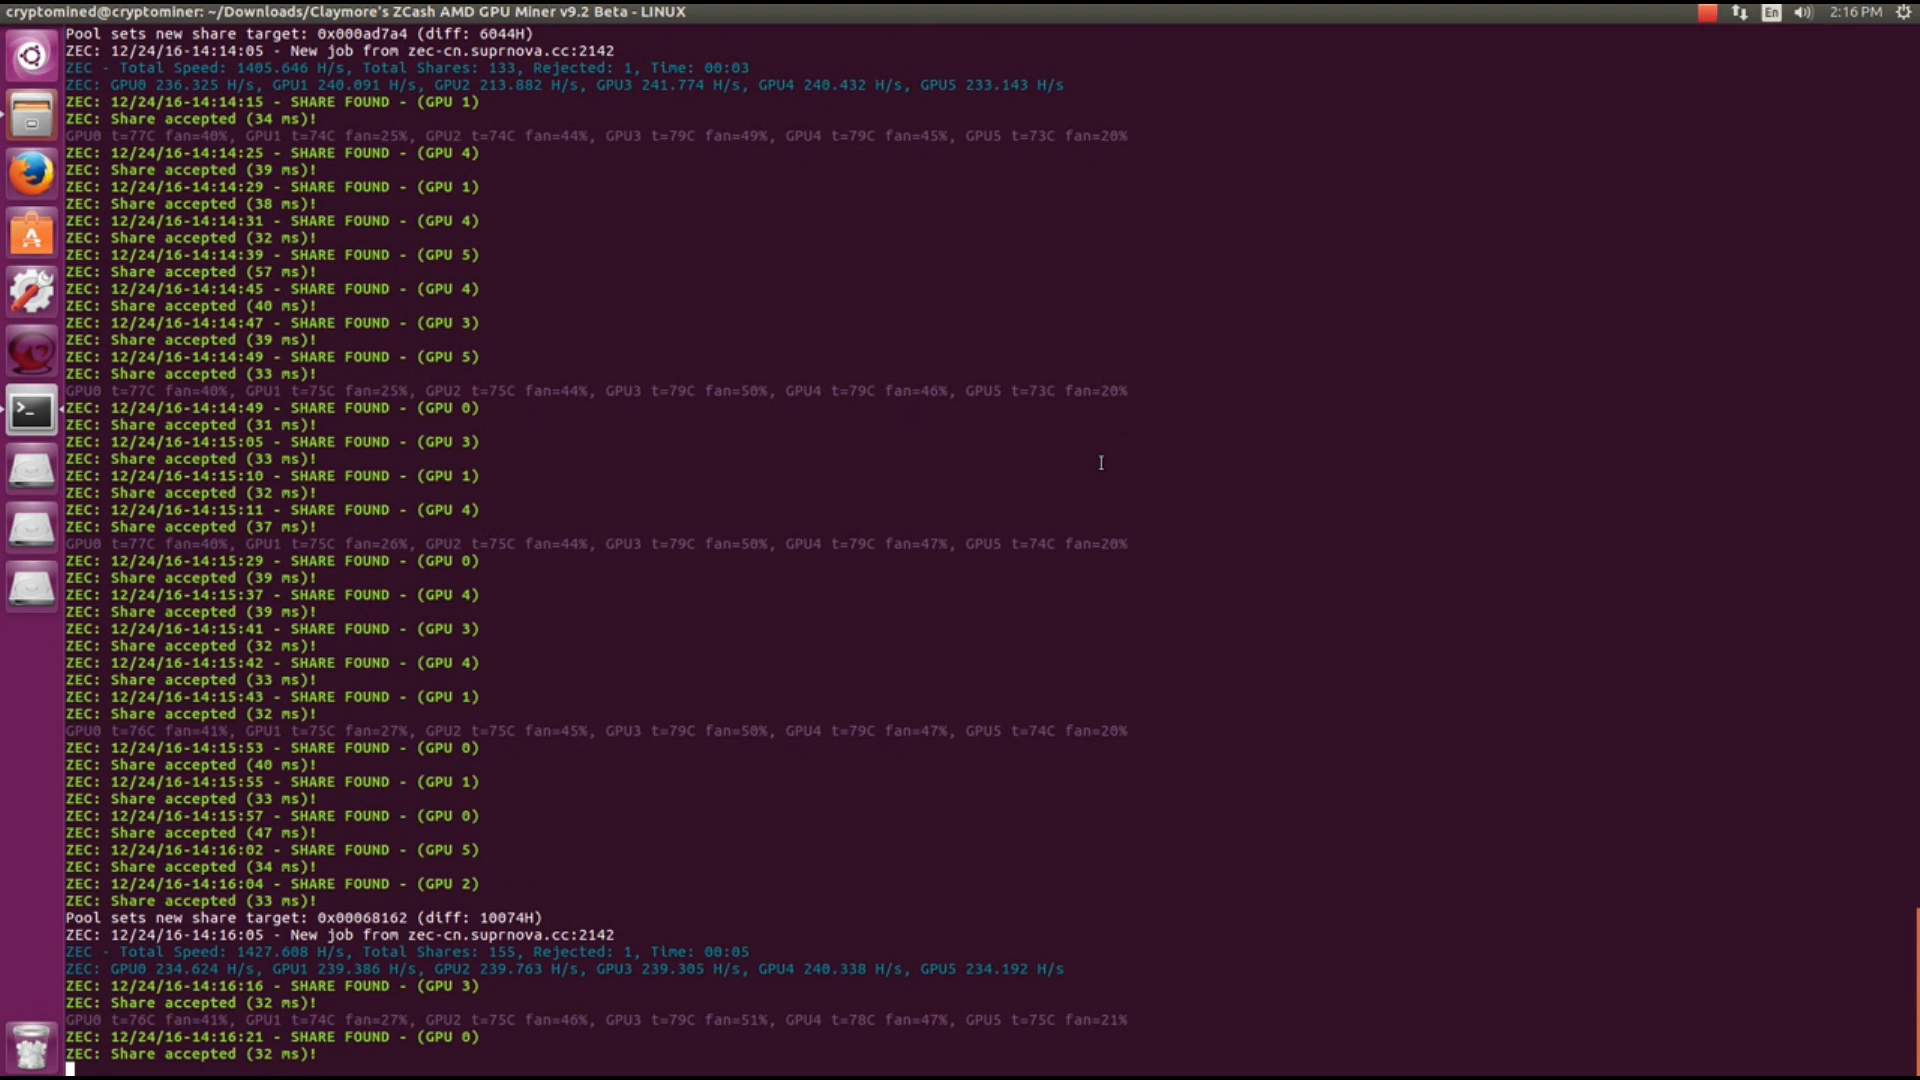 cryptomined@cryptominer: ~/Downloads/Claymore's ZCash AMD GPU Miner v9.2 Beta - LINUX
En
2:16 PM
Pool sets new share target: 0x000ad7a4 (diff: 6044H)
ZEC: 12/24/16-14:14:05 - New job from zec-cn.suprnova.cc:2142
ZEC - Total Speed: 1405.646 H/s, Total Shares: 133, Rejected: 1, Time: 00:03
ZEC: GPU0 236.325 H/s, GPU1 240.091 H/s, GPU2 213.882 H/s, GPU3 241.774 H/s, GPU4 240.432 H/s, GPU5 233.143 H/s
ZEC: 12/24/16-14:14:15 - SHARE FOUND - (GPU 1)
ZEC: Share accepted (34 ms)!
GPU0 t=77C fan=40%, GPU1 t=74C fan=25%, GPU2 t=74C fan=44%, GPU3 t=79C fan=49%, GPU4 t=79C fan=45%, GPU5 t=73C fan=20%
ZEC: 12/24/16-14:14:25 - SHARE FOUND - (GPU 4)
ZEC: Share accepted (39 ms)!
ZEC: 12/24/16-14:14:29 - SHARE FOUND - (GPU 1)
ZEC: Share accepted (38 ms)!
ZEC: 12/24/16-14:14:31 - SHARE FOUND - (GPU 4)
ZEC: Share accepted (32 ms)!
ZEC: 12/24/16-14:14:39 - SHARE FOUND - (GPU 5)
ZEC: Share accepted (57 ms)!
ZEC: 12/24/16-14:14:45 - SHARE FOUND - (GPU 4)
ZEC: Share accepted (40 ms)!
ZEC: 12/24/16-14:14:47 - SHARE FOUND - (GPU 3)
ZEC: Share accepted (39 ms)!
ZEC: 12/24/16-14:14:49 - SHARE FOUND - (GPU 5)
ZEC: Share accepted (33 ms)!
GPU0 t=77C fan=40%, GPU1 t=75C fan=25%, GPU2 t=75C fan=44%, GPU3 t=79C fan=50%, GPU4 t=79C fan=46%, GPU5 t=73C fan=20%
ZEC: 12/24/16-14:14:49 - SHARE FOUND - (GPU 0)
ZEC: Share accepted (31 ms)!
ZEC: 12/24/16-14:15:05 - SHARE FOUND - (GPU 3)
ZEC: Share accepted (33 ms)!
ZEC: 12/24/16-14:15:10 - SHARE FOUND - (GPU 1)
ZEC: Share accepted (32 ms)!
ZEC: 12/24/16-14:15:11 - SHARE FOUND - (GPU 4)
ZEC: Share accepted (37 ms)!
GPU0 t=77C fan=40%, GPU1 t=75C fan=26%, GPU2 t=75C fan=44%, GPU3 t=79C fan=50%, GPU4 t=79C fan=47%, GPU5 t=74C fan=20%
ZEC: 12/24/16-14:15:29 - SHARE FOUND - (GPU 0)
ZEC: Share accepted (39 ms)!
ZEC: 12/24/16-14:15:37 - SHARE FOUND - (GPU 4)
ZEC: Share accepted (39 ms)!
ZEC: 12/24/16-14:15:41 - SHARE FOUND - (GPU 3)
ZEC: Share accepted (32 ms)!
ZEC: 12/24/16-14:15:42 - SHARE FOUND - (GPU 4)
ZEC: Share accepted (33 ms)!
ZEC: 12/24/16-14:15:43 - SHARE FOUND - (GPU 1)
ZEC: Share accepted (32 ms)!
GPU0 t=76C fan=41%, GPU1 t=75C fan=27%, GPU2 t=75C fan=45%, GPU3 t=79C fan=50%, GPU4 t=79C fan=47%, GPU5 t=74C fan=20%
ZEC: 12/24/16-14:15:53 - SHARE FOUND - (GPU 0)
ZEC: Share accepted (40 ms)!
ZEC: 12/24/16-14:15:55 - SHARE FOUND - (GPU 1)
ZEC: Share accepted (33 ms)!
ZEC: 12/24/16-14:15:57 - SHARE FOUND - (GPU 0)
ZEC: Share accepted (47 ms)!
ZEC: 12/24/16-14:16:02 - SHARE FOUND - (GPU 5)
ZEC: Share accepted (34 ms)!
ZEC: 12/24/16-14:16:04 - SHARE FOUND - (GPU 2)
ZEC: Share accepted (33 ms)!
Pool sets new share target: 0x00068162 (diff: 10074H)
ZEC: 12/24/16-14:16:05 - New job from zec-cn.suprnova.cc:2142
ZEC - Total Speed: 1427.608 H/s, Total Shares: 155, Rejected: 1, Time: 00:05
ZEC: GPU0 234.624 H/s, GPU1 239.386 H/s, GPU2 239.763 H/s, GPU3 239.305 H/s, GPU4 240.338 H/s, GPU5 234.192 H/s
ZEC: 12/24/16-14:16:16 - SHARE FOUND - (GPU 3)
ZEC: Share accepted (32 ms)!
GPU0 t=76C fan=41%, GPU1 t=74C fan=27%, GPU2 t=75C fan=46%, GPU3 t=79C fan=51%, GPU4 t=78C fan=47%, GPU5 t=75C fan=21%
ZEC: 12/24/16-14:16:21 - SHARE FOUND - (GPU 0)
ZEC: Share accepted (32 ms)!